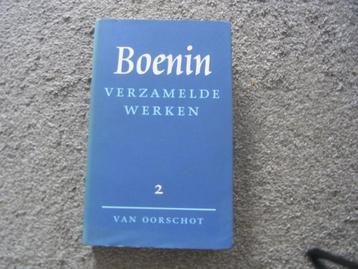 Boenin
VERZAMELDE
WERKEN
2
VAN OORSCHOT